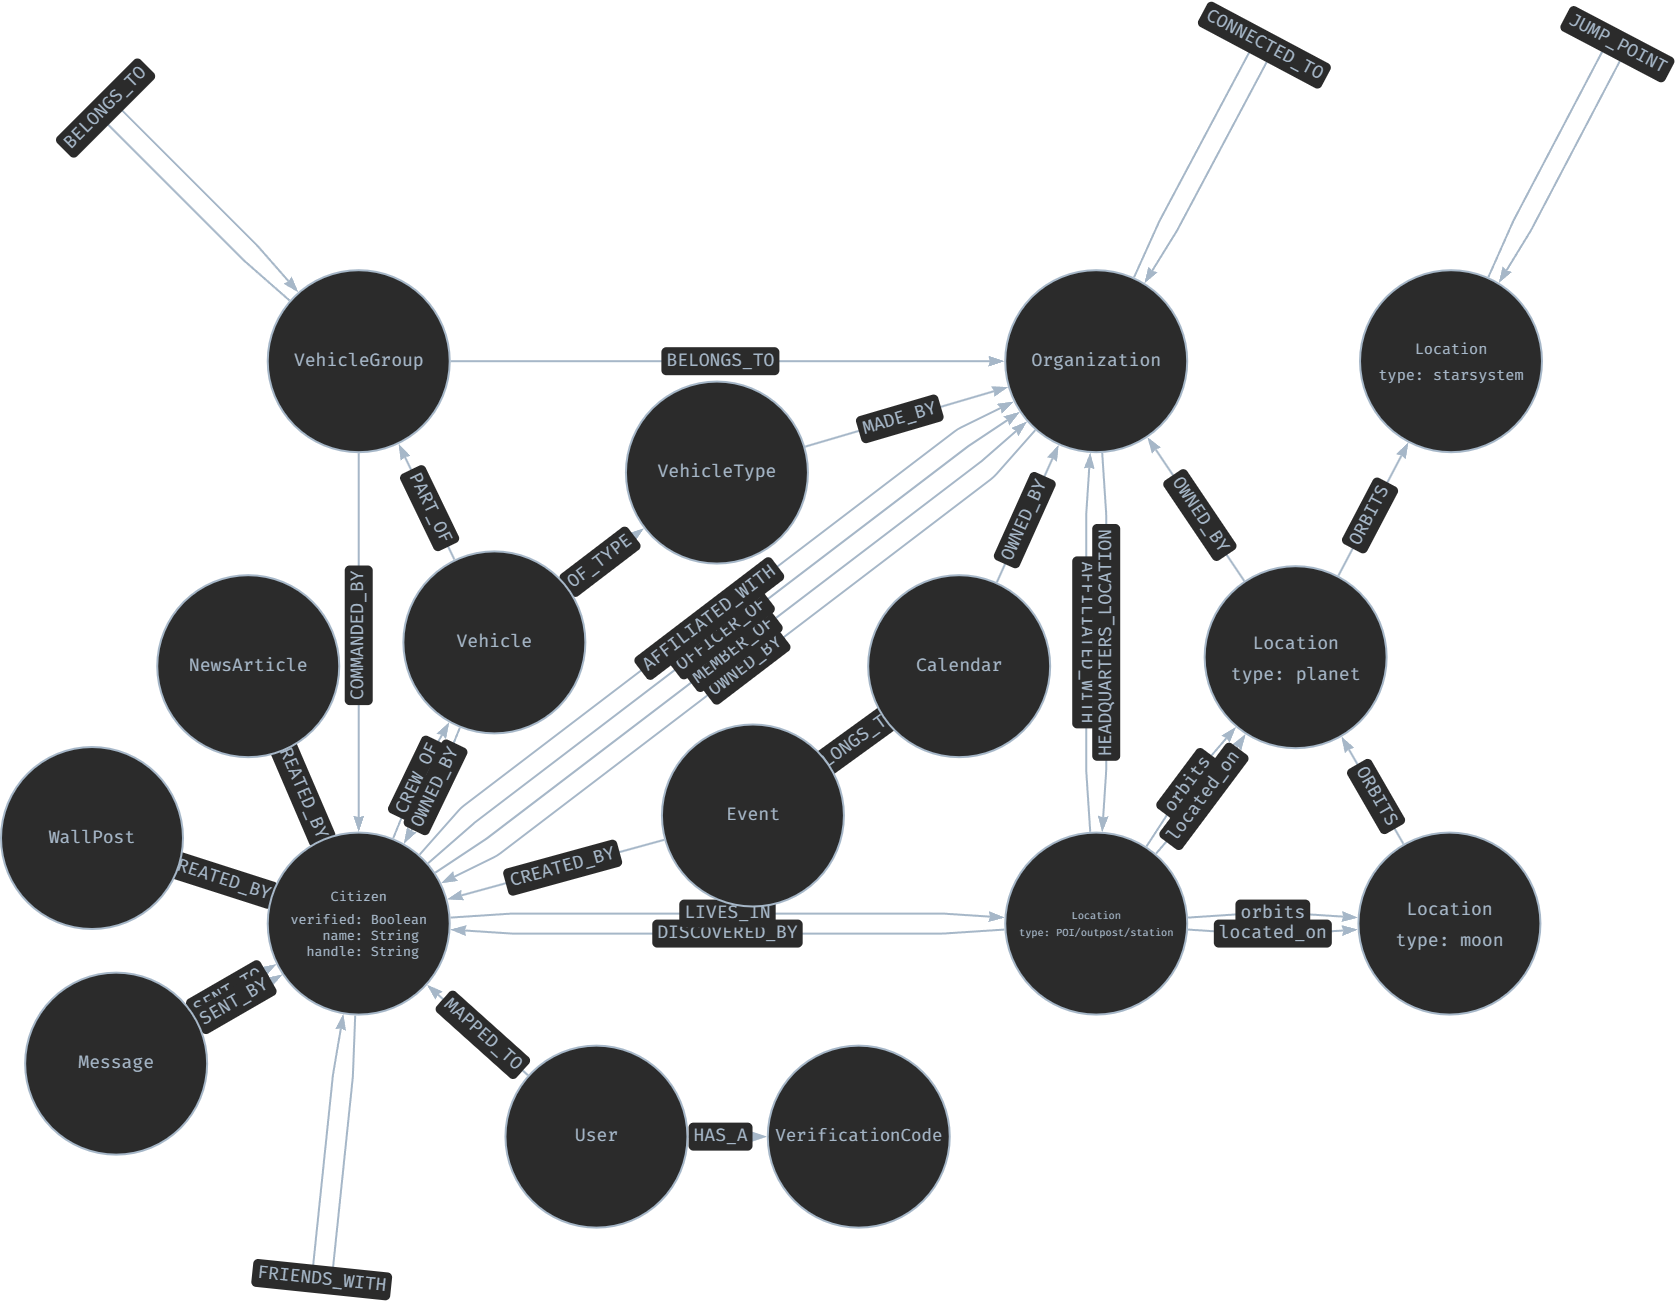 CONNECTED_TO
JUMP_POINT
BELONGS_TO
VehicleGroup
BELONGS_TO
Organization
Location
type: starsystem
MADE_BY
VehicleType
PART_OF
OF_TYPE
OWNED_BY
OWNED_BY
ORBITS
COMMANDED_BY
Vehicle
NewsArticle
AFFILIATED_WITH
OFFICER_OF
MEMBER_OF
OWNED_BY
Calendar
AFFILIATED_WITH
HEADQUARTERS_LOCATION
Location
type: planet
CREW OF
OWNED_BY
REATED_BY
LONGS_T
orbits
located_on
ORBITS
WallPost
Event
REATED_BY
CREATED_BY
Citizen
verified: Boolean
name: String
handle: String
LIVES_IN
DISCOVERED_BY
Location
type: POI/outpost/station
orbits
located_on
Location
type: moon
SENT_TO
SENT_BY
Message
MAPPED_TO
User
HAS_A
VerificationCode
FRIENDS_WITH